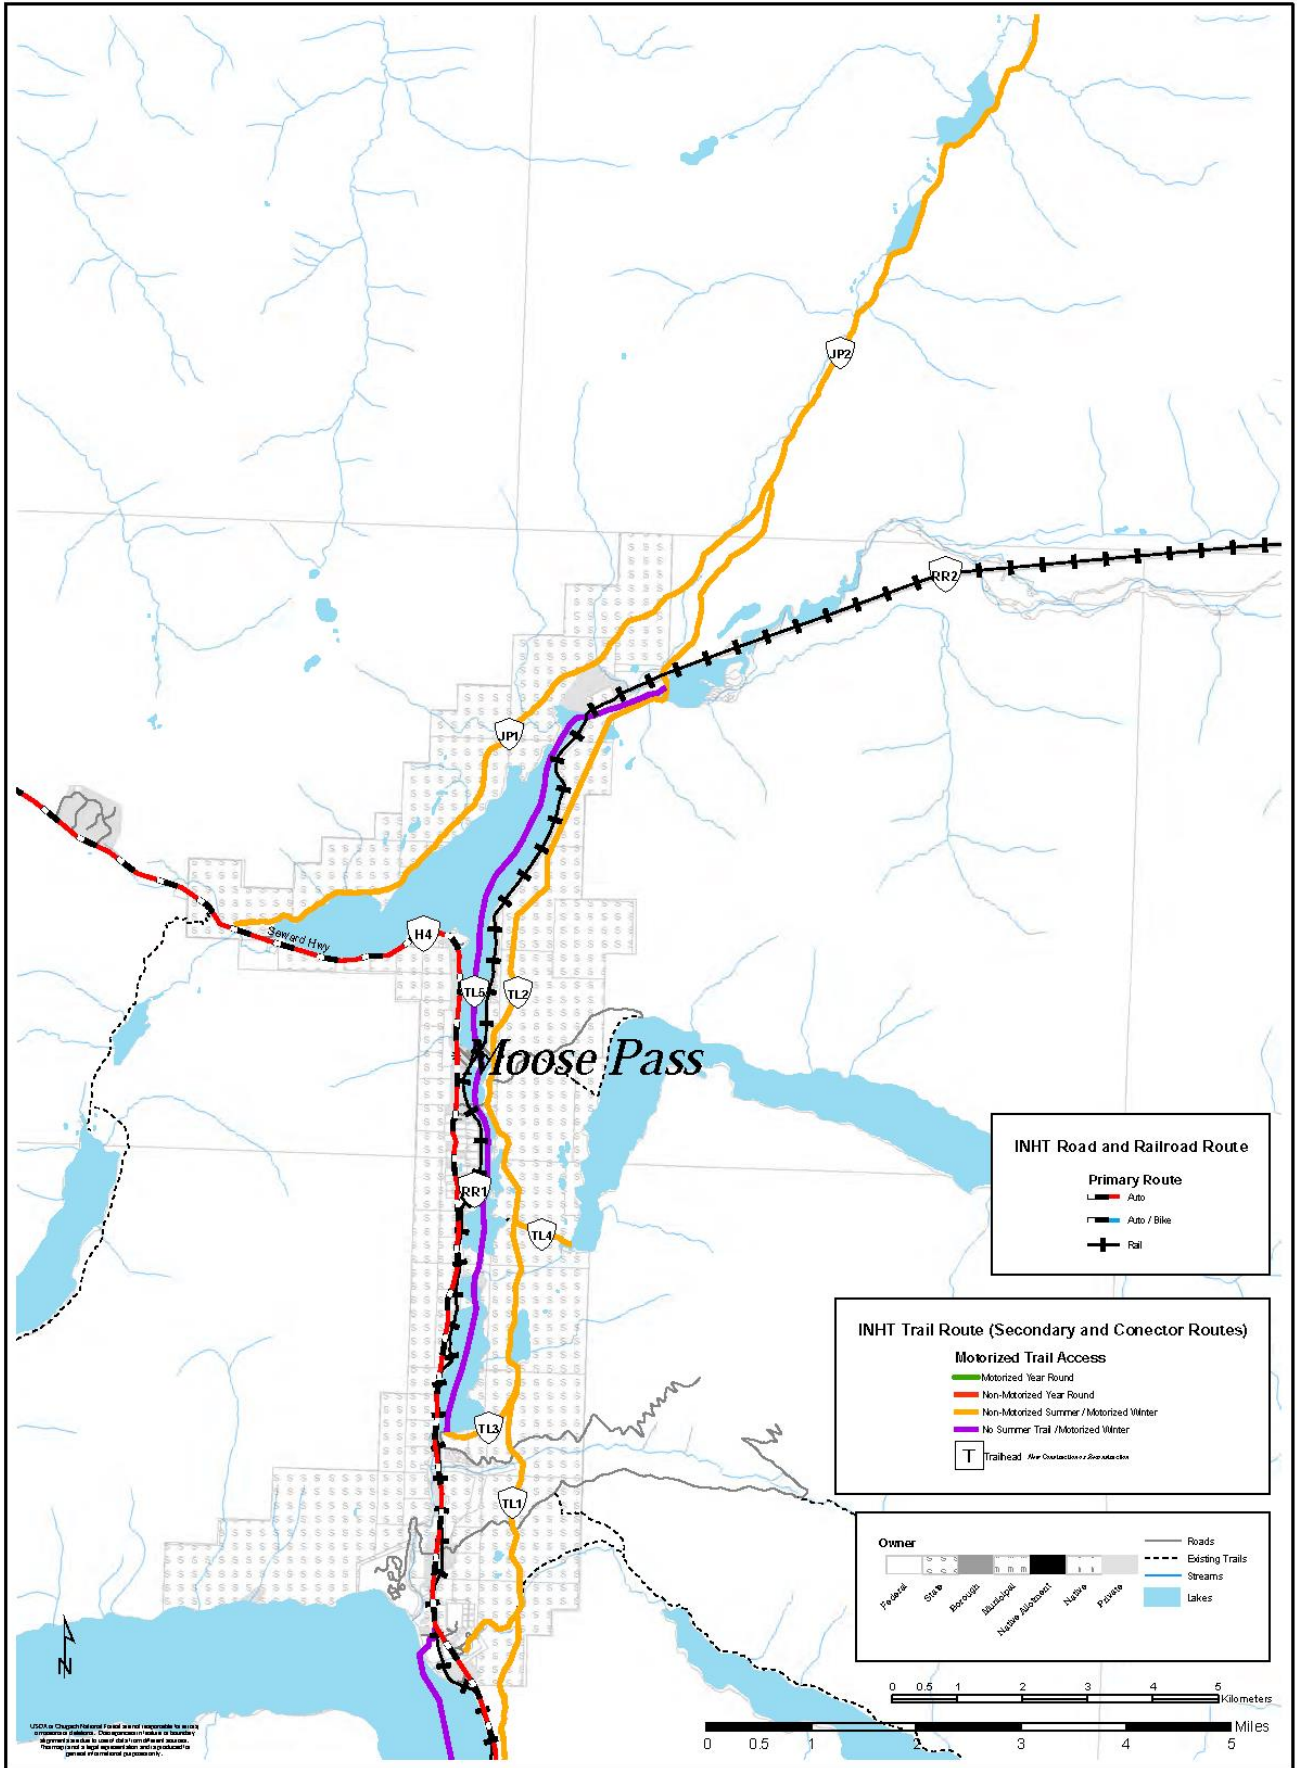 JP2
RR2
JP1
H4
Seward Hwy
TL5
TL2
Moose Pass
RR1
TL4
TL3
TL1
N
INHT Road and Railroad Route
Primary Route
Auto
Auto / Bike
Rail
INHT Trail Route (Secondary and Conector Routes)
Motorized Trail Access
Motorized Year Round
Non-Motorized Year Round
Non-Motorized Summer / Motorized Winter
No Summer Trail / Motorized Winter
T Trailhead New Construction or Reconstruction
Owner
Federal
State
Borough
Municipal
Native Allotment
Native
Private
Roads
Existing Trails
Streams
Lakes
0 0.5 1 2 3 4 5
Kilometers
Miles
0 0.5 1 2 3 4 5